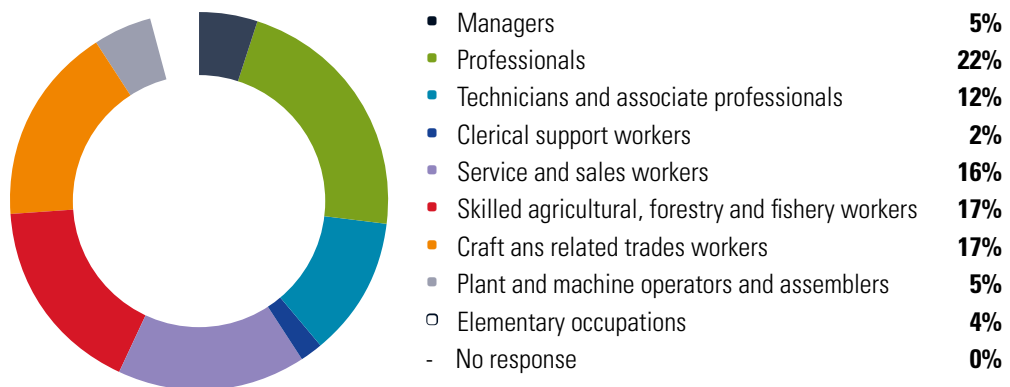 Managers 5%
Professionals 22%
Technicians and associate professionals 12%
Clerical support workers 2%
Service and sales workers 16%
Skilled agricultural, forestry and fishery workers 17%
Craft ans related trades workers 17%
Plant and machine operators and assemblers 5%
Elementary occupations 4%
- No response 0%